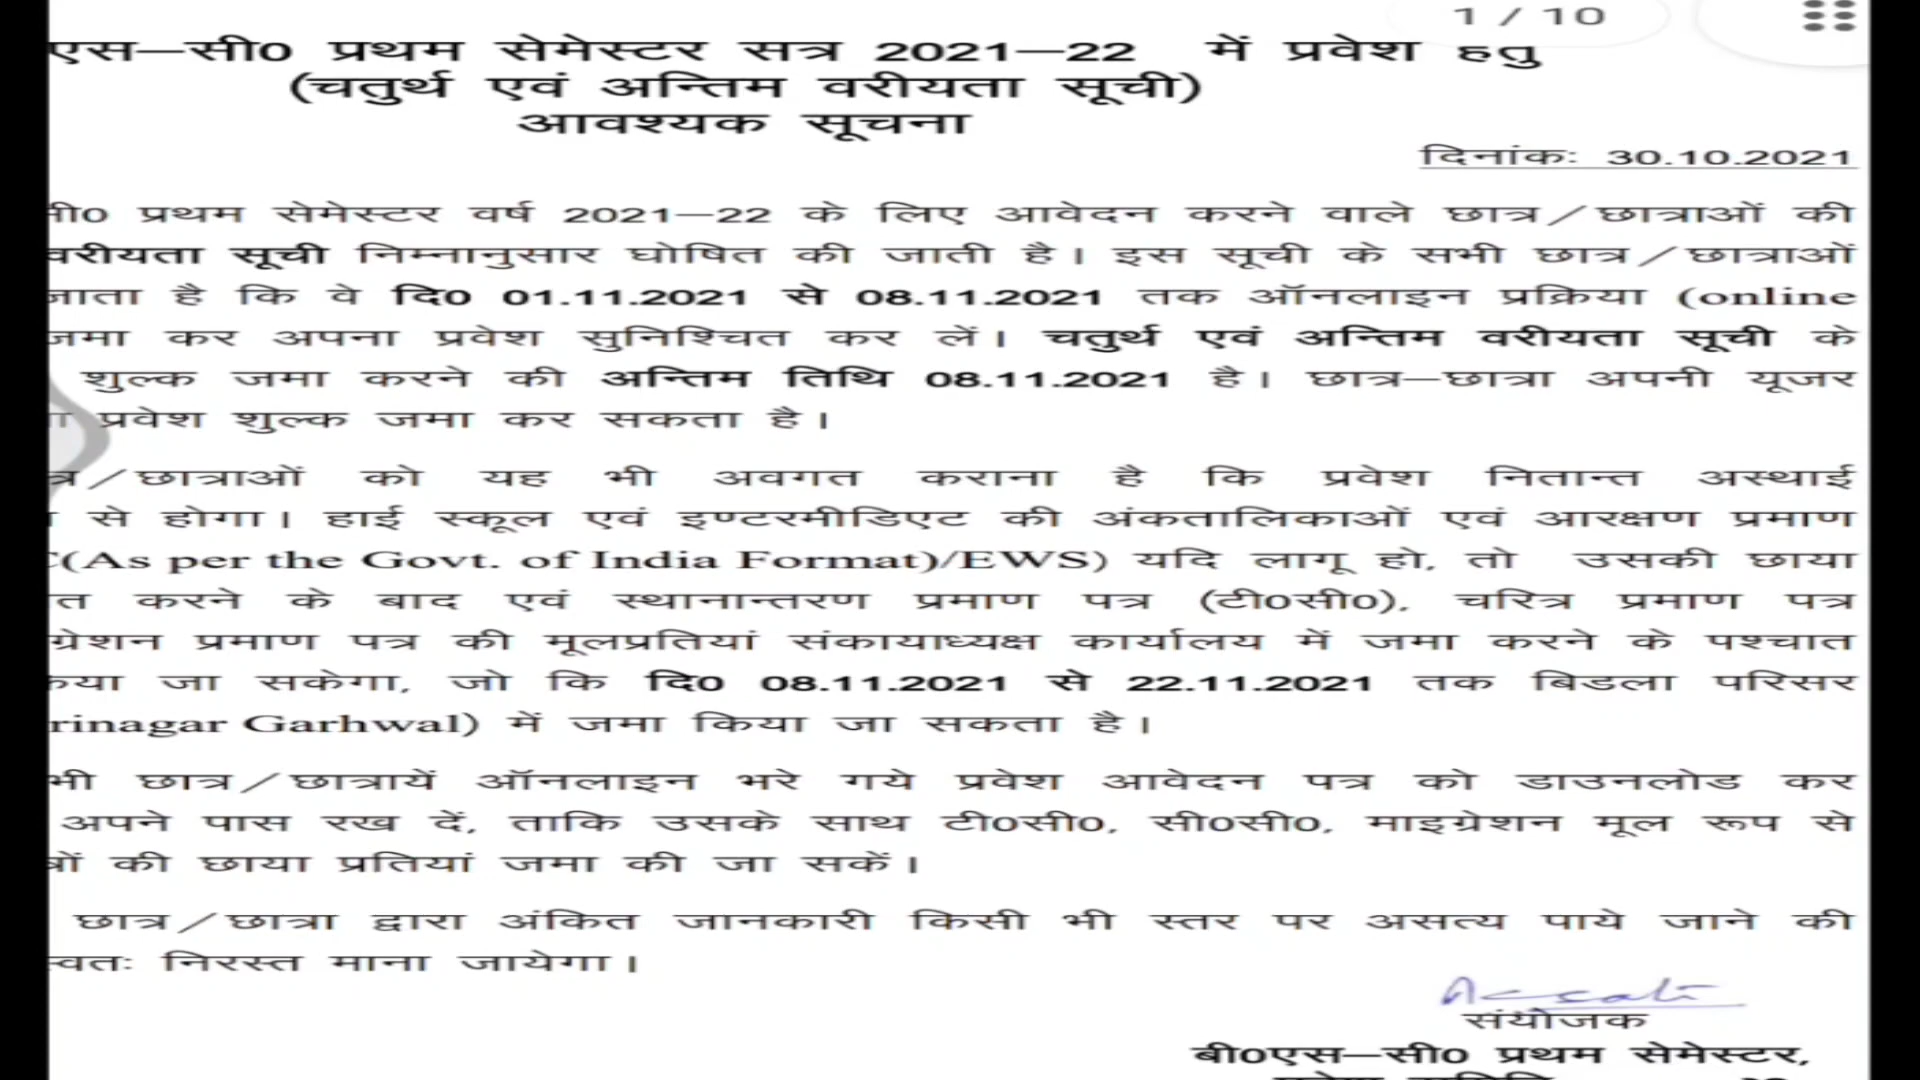 1 / 10
एस–सी0 प्रथम सेमेस्टर सत्र 2021–22 में प्रवेश हेतु
(चतुर्थ एवं अन्तिम वरीयता सूची)
आवश्यक सूचना
दिनांकः 30.10.2021
सी0 प्रथम सेमेस्टर वर्ष 2021–22 के लिए आवेदन करने वाले छात्र/छात्राओं की
वरीयता सूची निम्नानुसार घोषित की जाती है। इस सूची के सभी छात्र/छात्राओं
जाता है कि वे दि0 01.11.2021 से 08.11.2021 तक ऑनलाइन प्रक्रिया (online
जमा कर अपना प्रवेश सुनिश्चित कर लें। चतुर्थ एवं अन्तिम वरीयता सूची के
शुल्क जमा करने की अन्तिम तिथि 08.11.2021 है। छात्र–छात्रा अपनी यूजर
प्रवेश शुल्क जमा कर सकता है।
त्र/छात्राओं को यह भी अवगत कराना है कि प्रवेश नितान्त अस्थाई
से होगा। हाई स्कूल एवं इण्टरमीडिएट की अंकतालिकाओं एवं आरक्षण प्रमाण
(As per the Govt. of India Format)/EWS) यदि लागू हो, तो उसकी छाया
त करने के बाद एवं स्थानान्तरण प्रमाण पत्र (टी0सी0), चरित्र प्रमाण पत्र
ग्रेशन प्रमाण पत्र की मूलप्रतियां संकायाध्यक्ष कार्यालय में जमा करने के पश्चात
किया जा सकेगा, जो कि दि0 08.11.2021 से 22.11.2021 तक बिडला परिसर
rinagar Garhwal) में जमा किया जा सकता है।
भी छात्र/छात्रायें ऑनलाइन भरे गये प्रवेश आवेदन पत्र को डाउनलोड कर
अपने पास रख दें, ताकि उसके साथ टी0सी0, सी0सी0, माइग्रेशन मूल रूप से
त्रों की छाया प्रतियां जमा की जा सकें।
छात्र/छात्रा द्वारा अंकित जानकारी किसी भी स्तर पर असत्य पाये जाने की
स्वतः निरस्त माना जायेगा।
संयोजक
बी0एस–सी0 प्रथम सेमेस्टर,